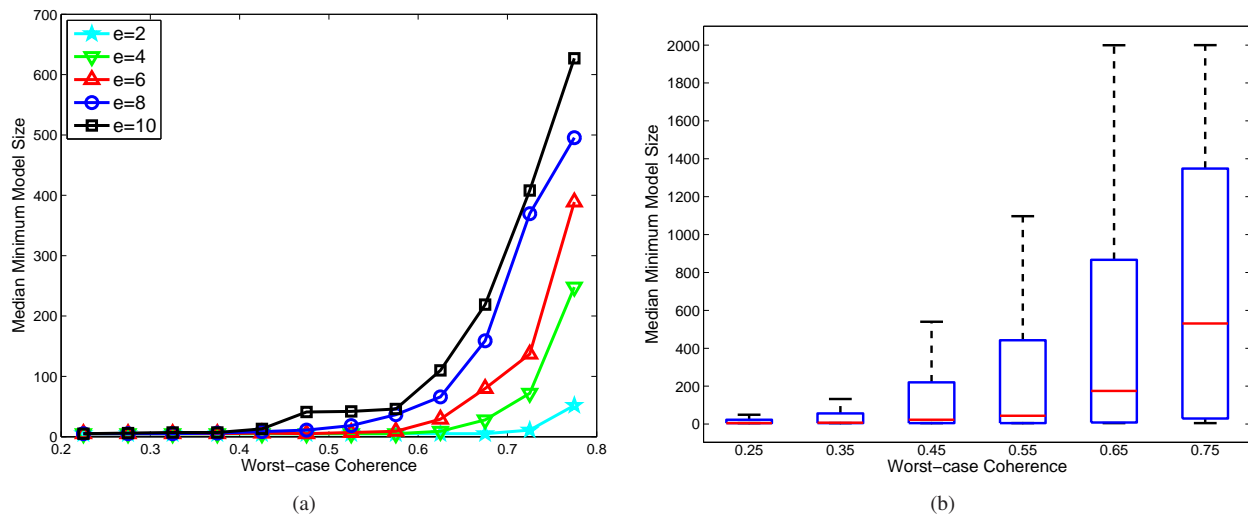 700
600
500
400
300
200
100
0
0.2
0.3
0.4
0.5
0.6
0.7
0.8
Median Minimum Model Size
Worst-case Coherence
e=2
e=4
e=6
e=8
e=10
(a)
2000
1800
1600
1400
1200
1000
800
600
400
200
0
0.25
0.35
0.45
0.55
0.65
0.75
Median Minimum Model Size
Worst-case Coherence
(b)